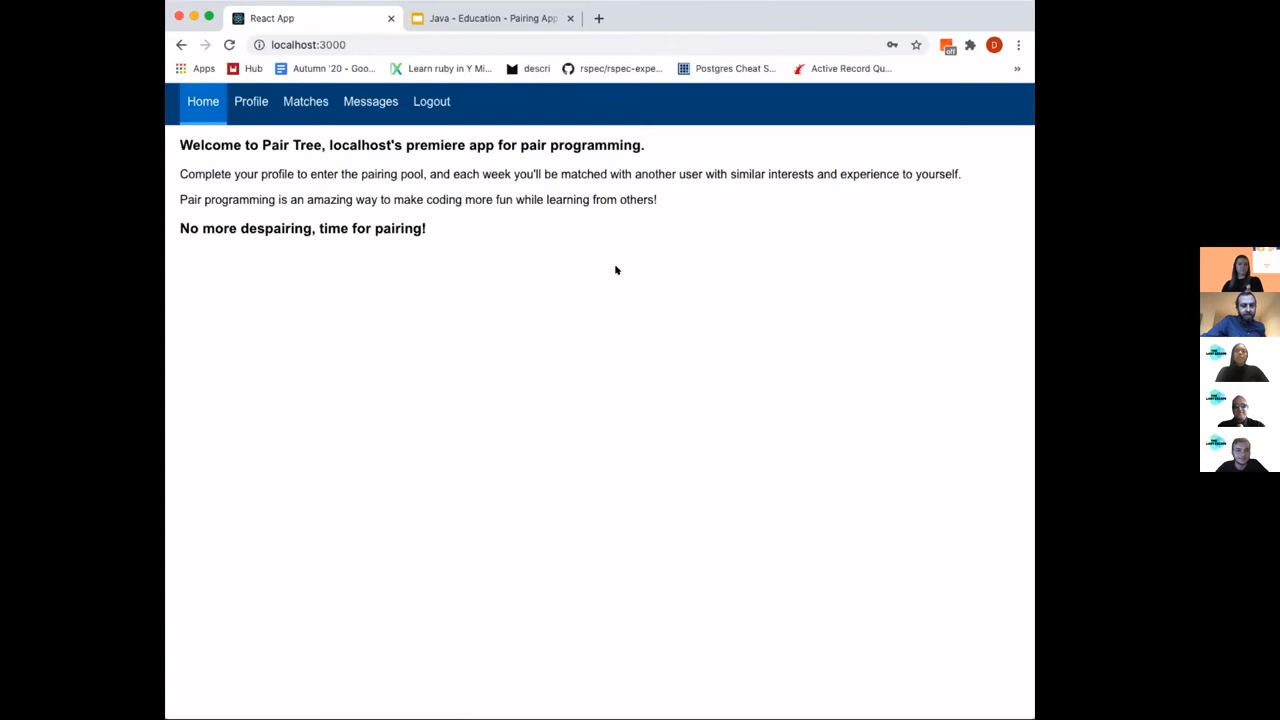 React App
Java - Education - Pairing App
localhost:3000
off
D
Apps
Hub
Autumn '20 - Goo...
Learn ruby in Y Mi...
descri
rspec/rspec-expe...
Postgres Cheat S...
Active Record Qu...
»
Home
Profile
Matches
Messages
Logout
Welcome to Pair Tree, localhost's premiere app for pair programming.
Complete your profile to enter the pairing pool, and each week you'll be matched with another user with similar interests and experience to yourself.
Pair programming is an amazing way to make coding more fun while learning from others!
No more despairing, time for pairing!